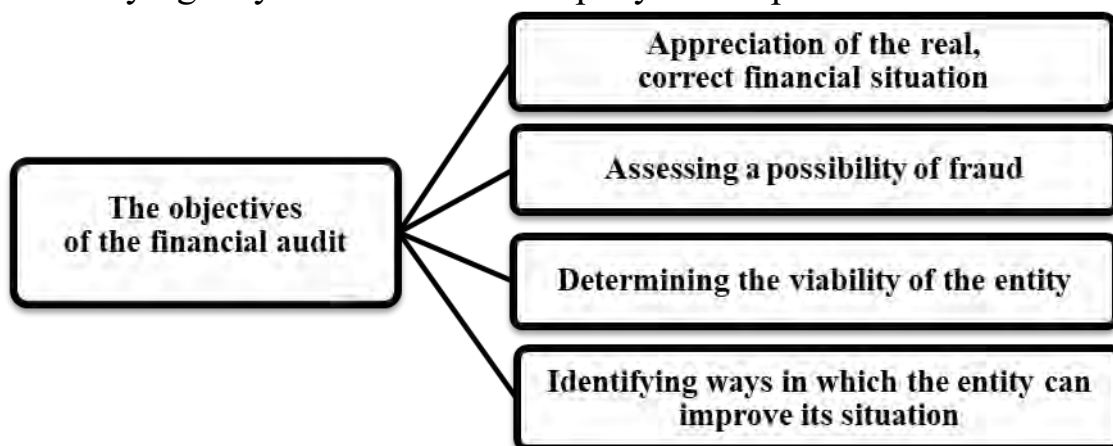 The objectives
of the financial audit
Appreciation of the real,
correct financial situation
Assessing a possibility of fraud
Determining the viability of the entity
Identifying ways in which the entity can
improve its situation